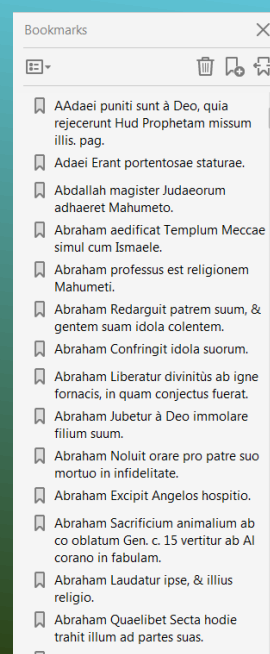 Bookmarks
AAdaei puniti sunt à Deo, quia
rejecerunt Hud Prophetam missum
illis. pag.
Adaei Erant portentosae staturae.
Abdallah magister Judaeorum
adhaeret Mahumeto.
Abraham aedificat Templum Meccae
simul cum Ismaele.
Abraham professus est religionem
Mahumeti.
Abraham Redarguit patrem suum, &
gentem suam idola colentem.
Abraham Confringit idola suorum.
Abraham Liberatur divinitùs ab igne
fornacis, in quam conjectus fuerat.
Abraham Jubetur à Deo immolare
filium suum.
Abraham Noluit orare pro patre suo
mortuo in infidelitate.
Abraham Excipit Angelos hospitio.
Abraham Sacrificium animalium ab
co oblatum Gen. c. 15 vertitur ab Al
corano in fabulam.
Abraham Laudatur ipse, & illius
religio.
Abraham Quaelibet Secta hodie
trahit illum ad partes suas.